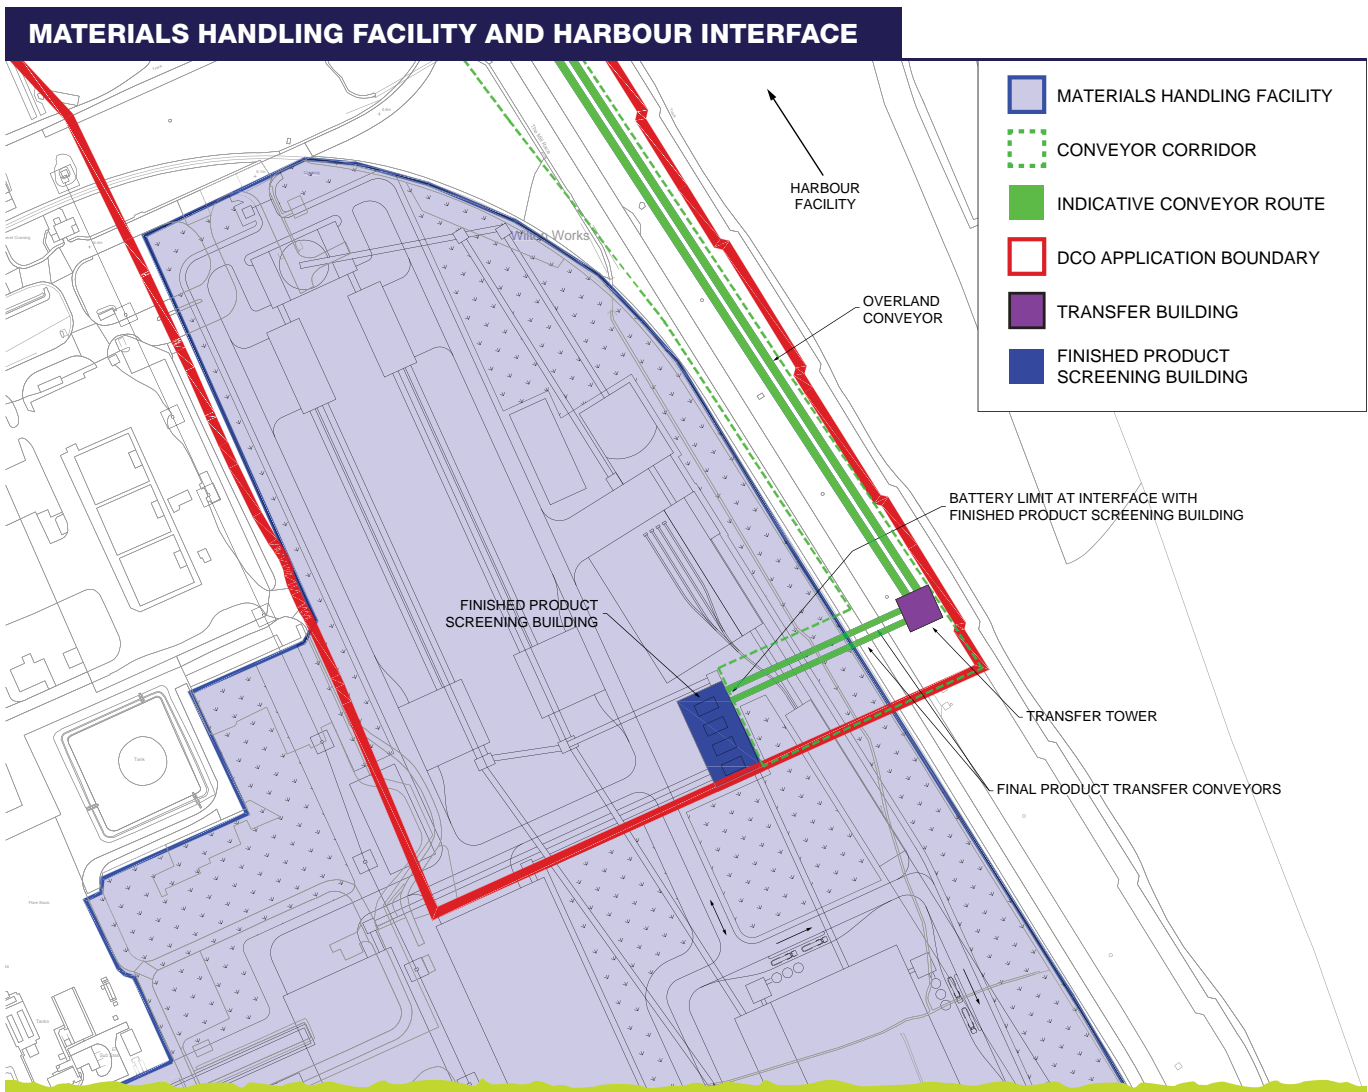 MATERIALS HANDLING FACILITY AND HARBOUR INTERFACE
MATERIALS HANDLING FACILITY
CONVEYOR CORRIDOR
INDICATIVE CONVEYOR ROUTE
DCO APPLICATION BOUNDARY
TRANSFER BUILDING
FINISHED PRODUCT
SCREENING BUILDING
HARBOUR
FACILITY
Wilton Works
OVERLAND
CONVEYOR
BATTERY LIMIT AT INTERFACE WITH
FINISHED PRODUCT SCREENING BUILDING
FINISHED PRODUCT
SCREENING BUILDING
TRANSFER TOWER
FINAL PRODUCT TRANSFER CONVEYORS
Tank
Tanks